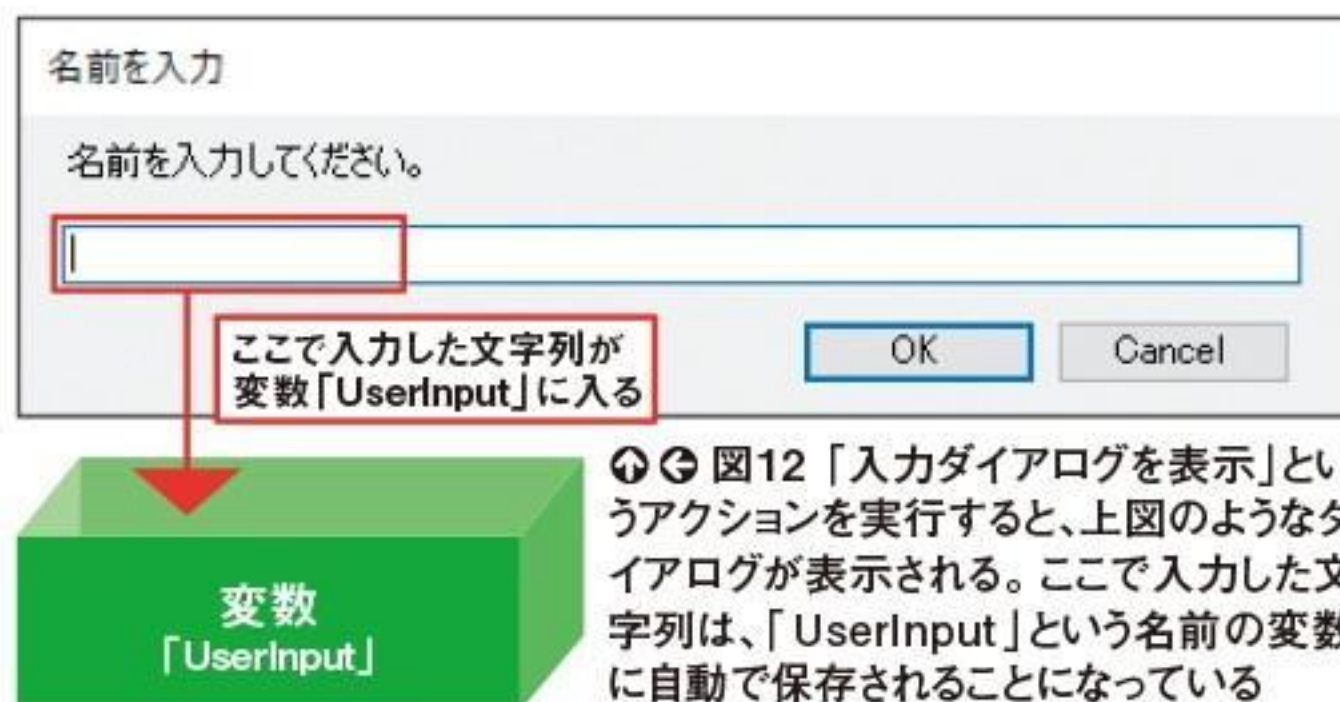 名前を入力
名前を入力してください。
ここで入力した文字列が
変数「UserInput」に入る
OK
Cancel
図12 「入力ダイアログを表示」とい
うアクションを実行すると、上図のようなダ
イアログが表示される。ここで入力した文
字列は、「UserInput」という名前の変数
に自動で保存されることになっている
変数
「UserInput」